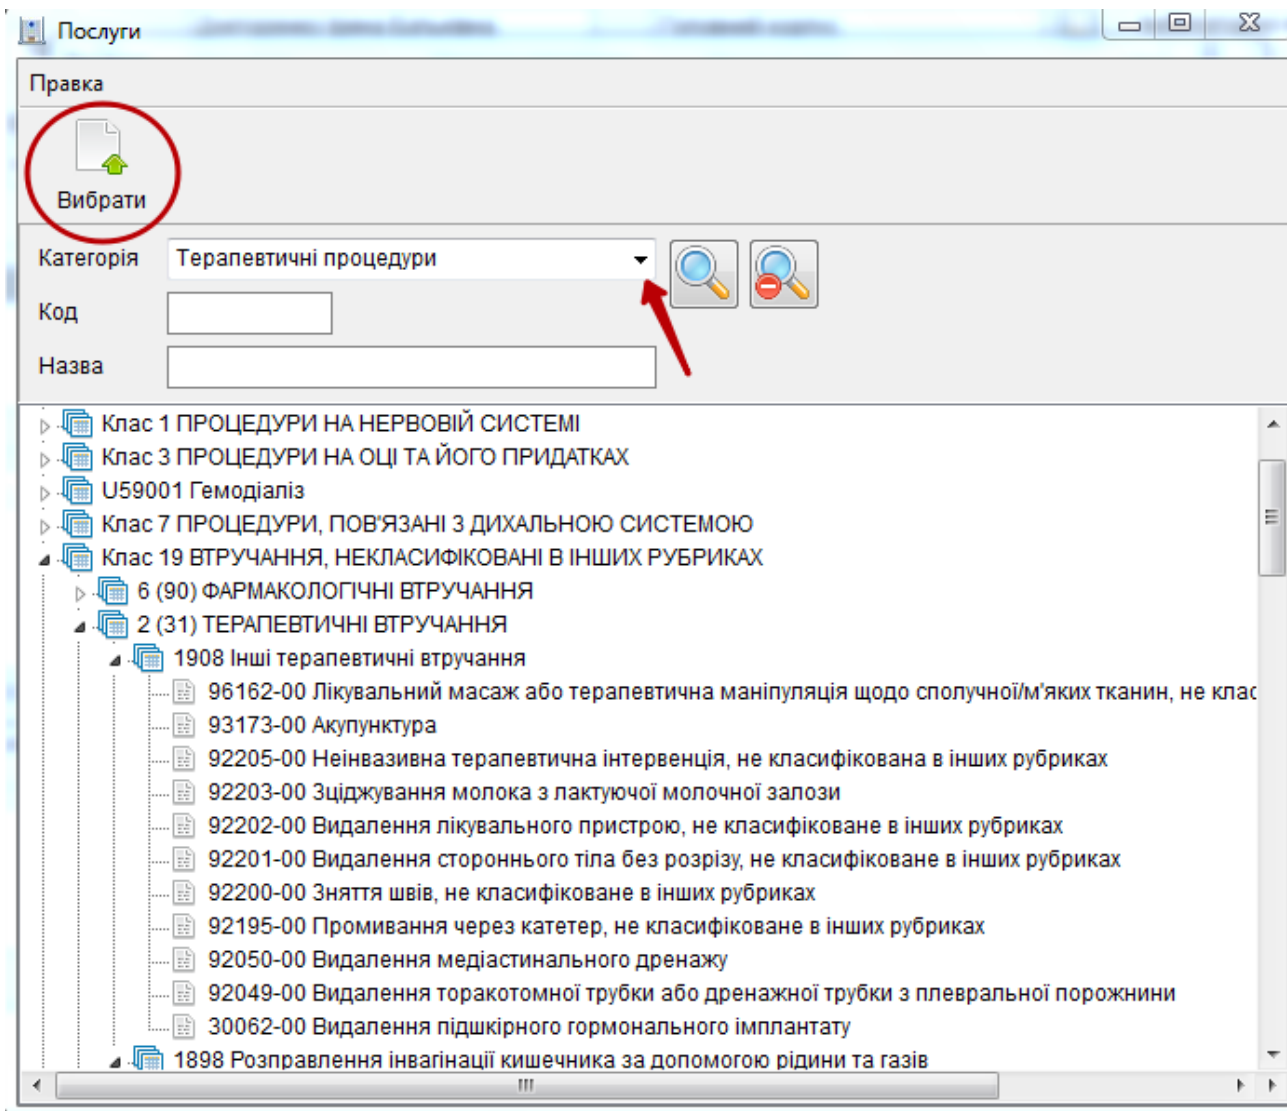 Послуги
Правка
Вибрати
Категорія Терапевтичні процедури
Код
Назва
Клас 1 ПРОЦЕДУРИ НА НЕРВОВІЙ СИСТЕМІ
Клас 3 ПРОЦЕДУРИ НА ОЦІ ТА ЙОГО ПРИДАТКАХ
U59001 Гемодіаліз
Клас 7 ПРОЦЕДУРИ, ПОВ'ЯЗАНІ З ДИХАЛЬНОЮ СИСТЕМОЮ
Клас 19 ВТРУЧАННЯ, НЕКЛАСИФІКОВАНІ В ІНШИХ РУБРИКАХ
6 (90) ФАРМАКОЛОГІЧНІ ВТРУЧАННЯ
2 (31) ТЕРАПЕВТИЧНІ ВТРУЧАННЯ
1908 Інші терапевтичні втручання
96162-00 Лікувальний масаж або терапевтична маніпуляція щодо сполучної/м'яких тканин, не клас
93173-00 Акупунктура
92205-00 Неінвазивна терапевтична інтервенція, не класифікована в інших рубриках
92203-00 Зціджування молока з лактуючої молочної залози
92202-00 Видалення лікувального пристрою, не класифіковане в інших рубриках
92201-00 Видалення стороннього тіла без розрізу, не класифіковане в інших рубриках
92200-00 Зняття швів, не класифіковане в інших рубриках
92195-00 Промивання через катетер, не класифіковане в інших рубриках
92050-00 Видалення медіастинального дренажу
92049-00 Видалення торакотомної трубки або дренажної трубки з плевральної порожнини
30062-00 Видалення підшкірного гормонального імплантату
1898 Розправлення інвагінації кишечника за допомогою рідини та газів